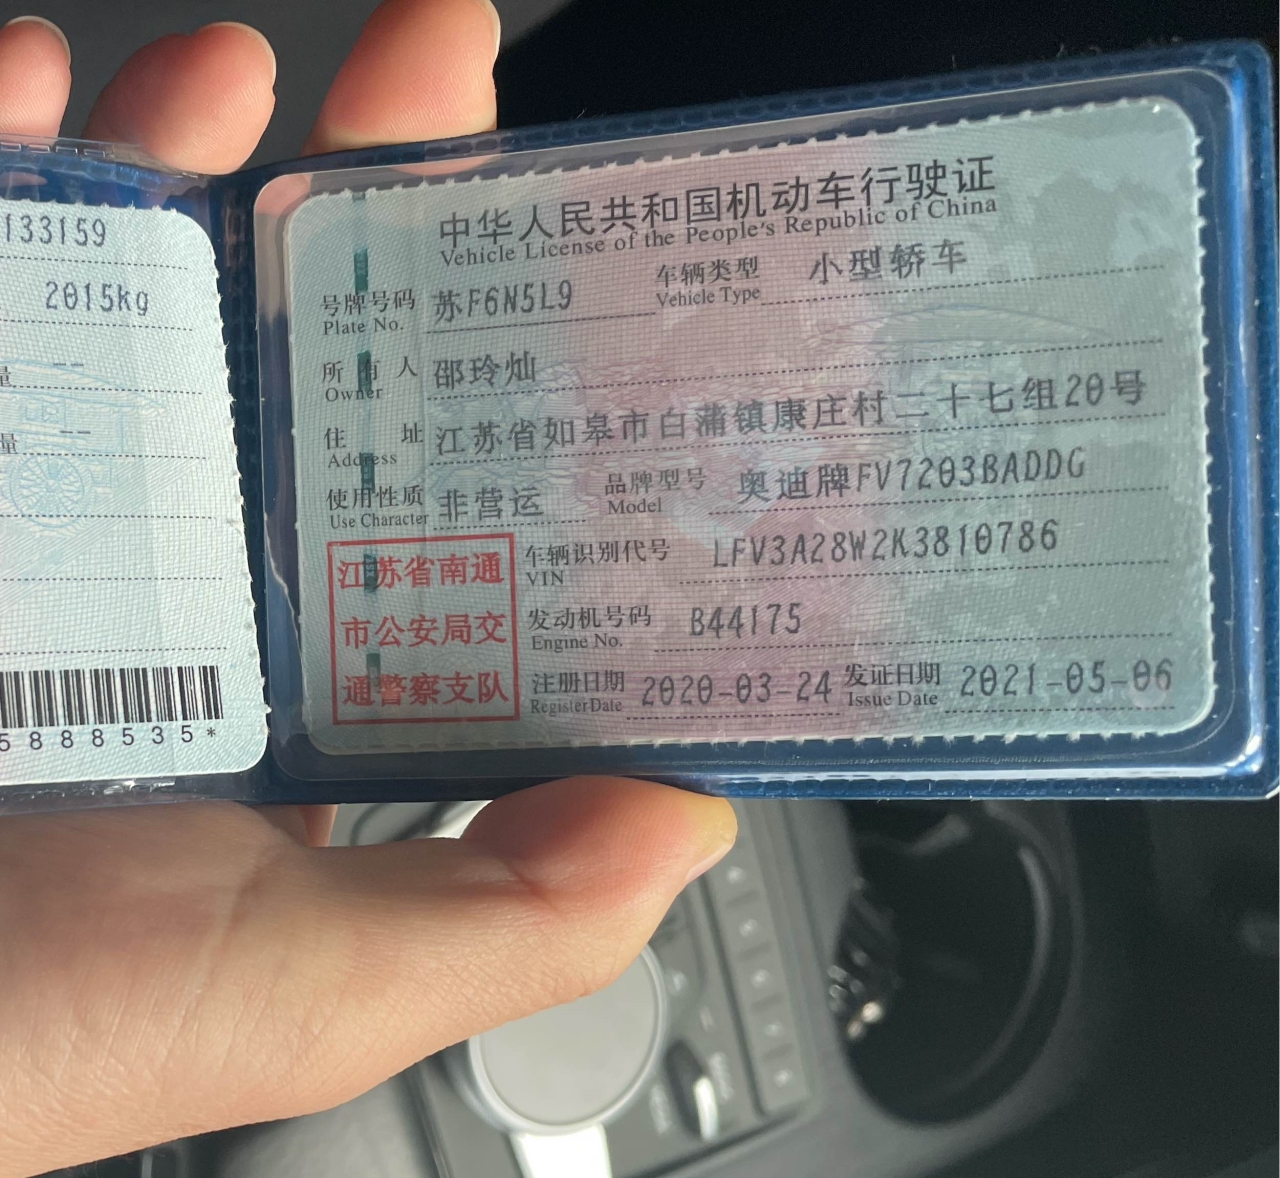 133159
2015kg
量 --
量 --
5888535*
中华人民共和国机动车行驶证
Vehicle License of the People's Republic of China
号牌号码 苏F6N5L9 车辆类型 小型轿车
Plate No. Vehicle Type
所有人 邵玲灿
Owner
住址 江苏省如皋市白蒲镇康庄村二十七组20号
Address
使用性质 非营运 品牌型号 奥迪牌FV7203BADDG
Use Character Model
江苏省南通
市公安局交
通警察支队
车辆识别代号 LFV3A28W2K3810786
VIN
发动机号码 B44175
Engine No.
注册日期 2020-03-24 发证日期 2021-05-06
Register Date Issue Date